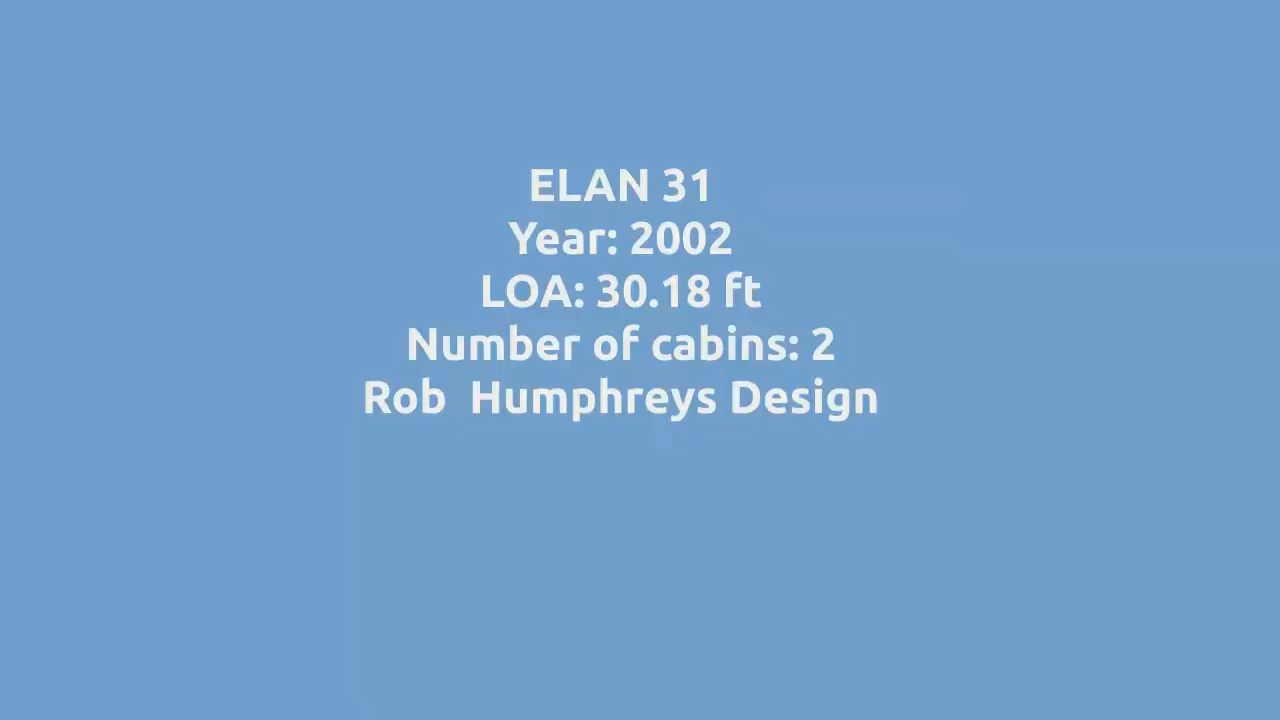 ELAN 31
Year: 2002
LOA: 30.18 ft
Number of cabins: 2
Rob  Humphreys Design